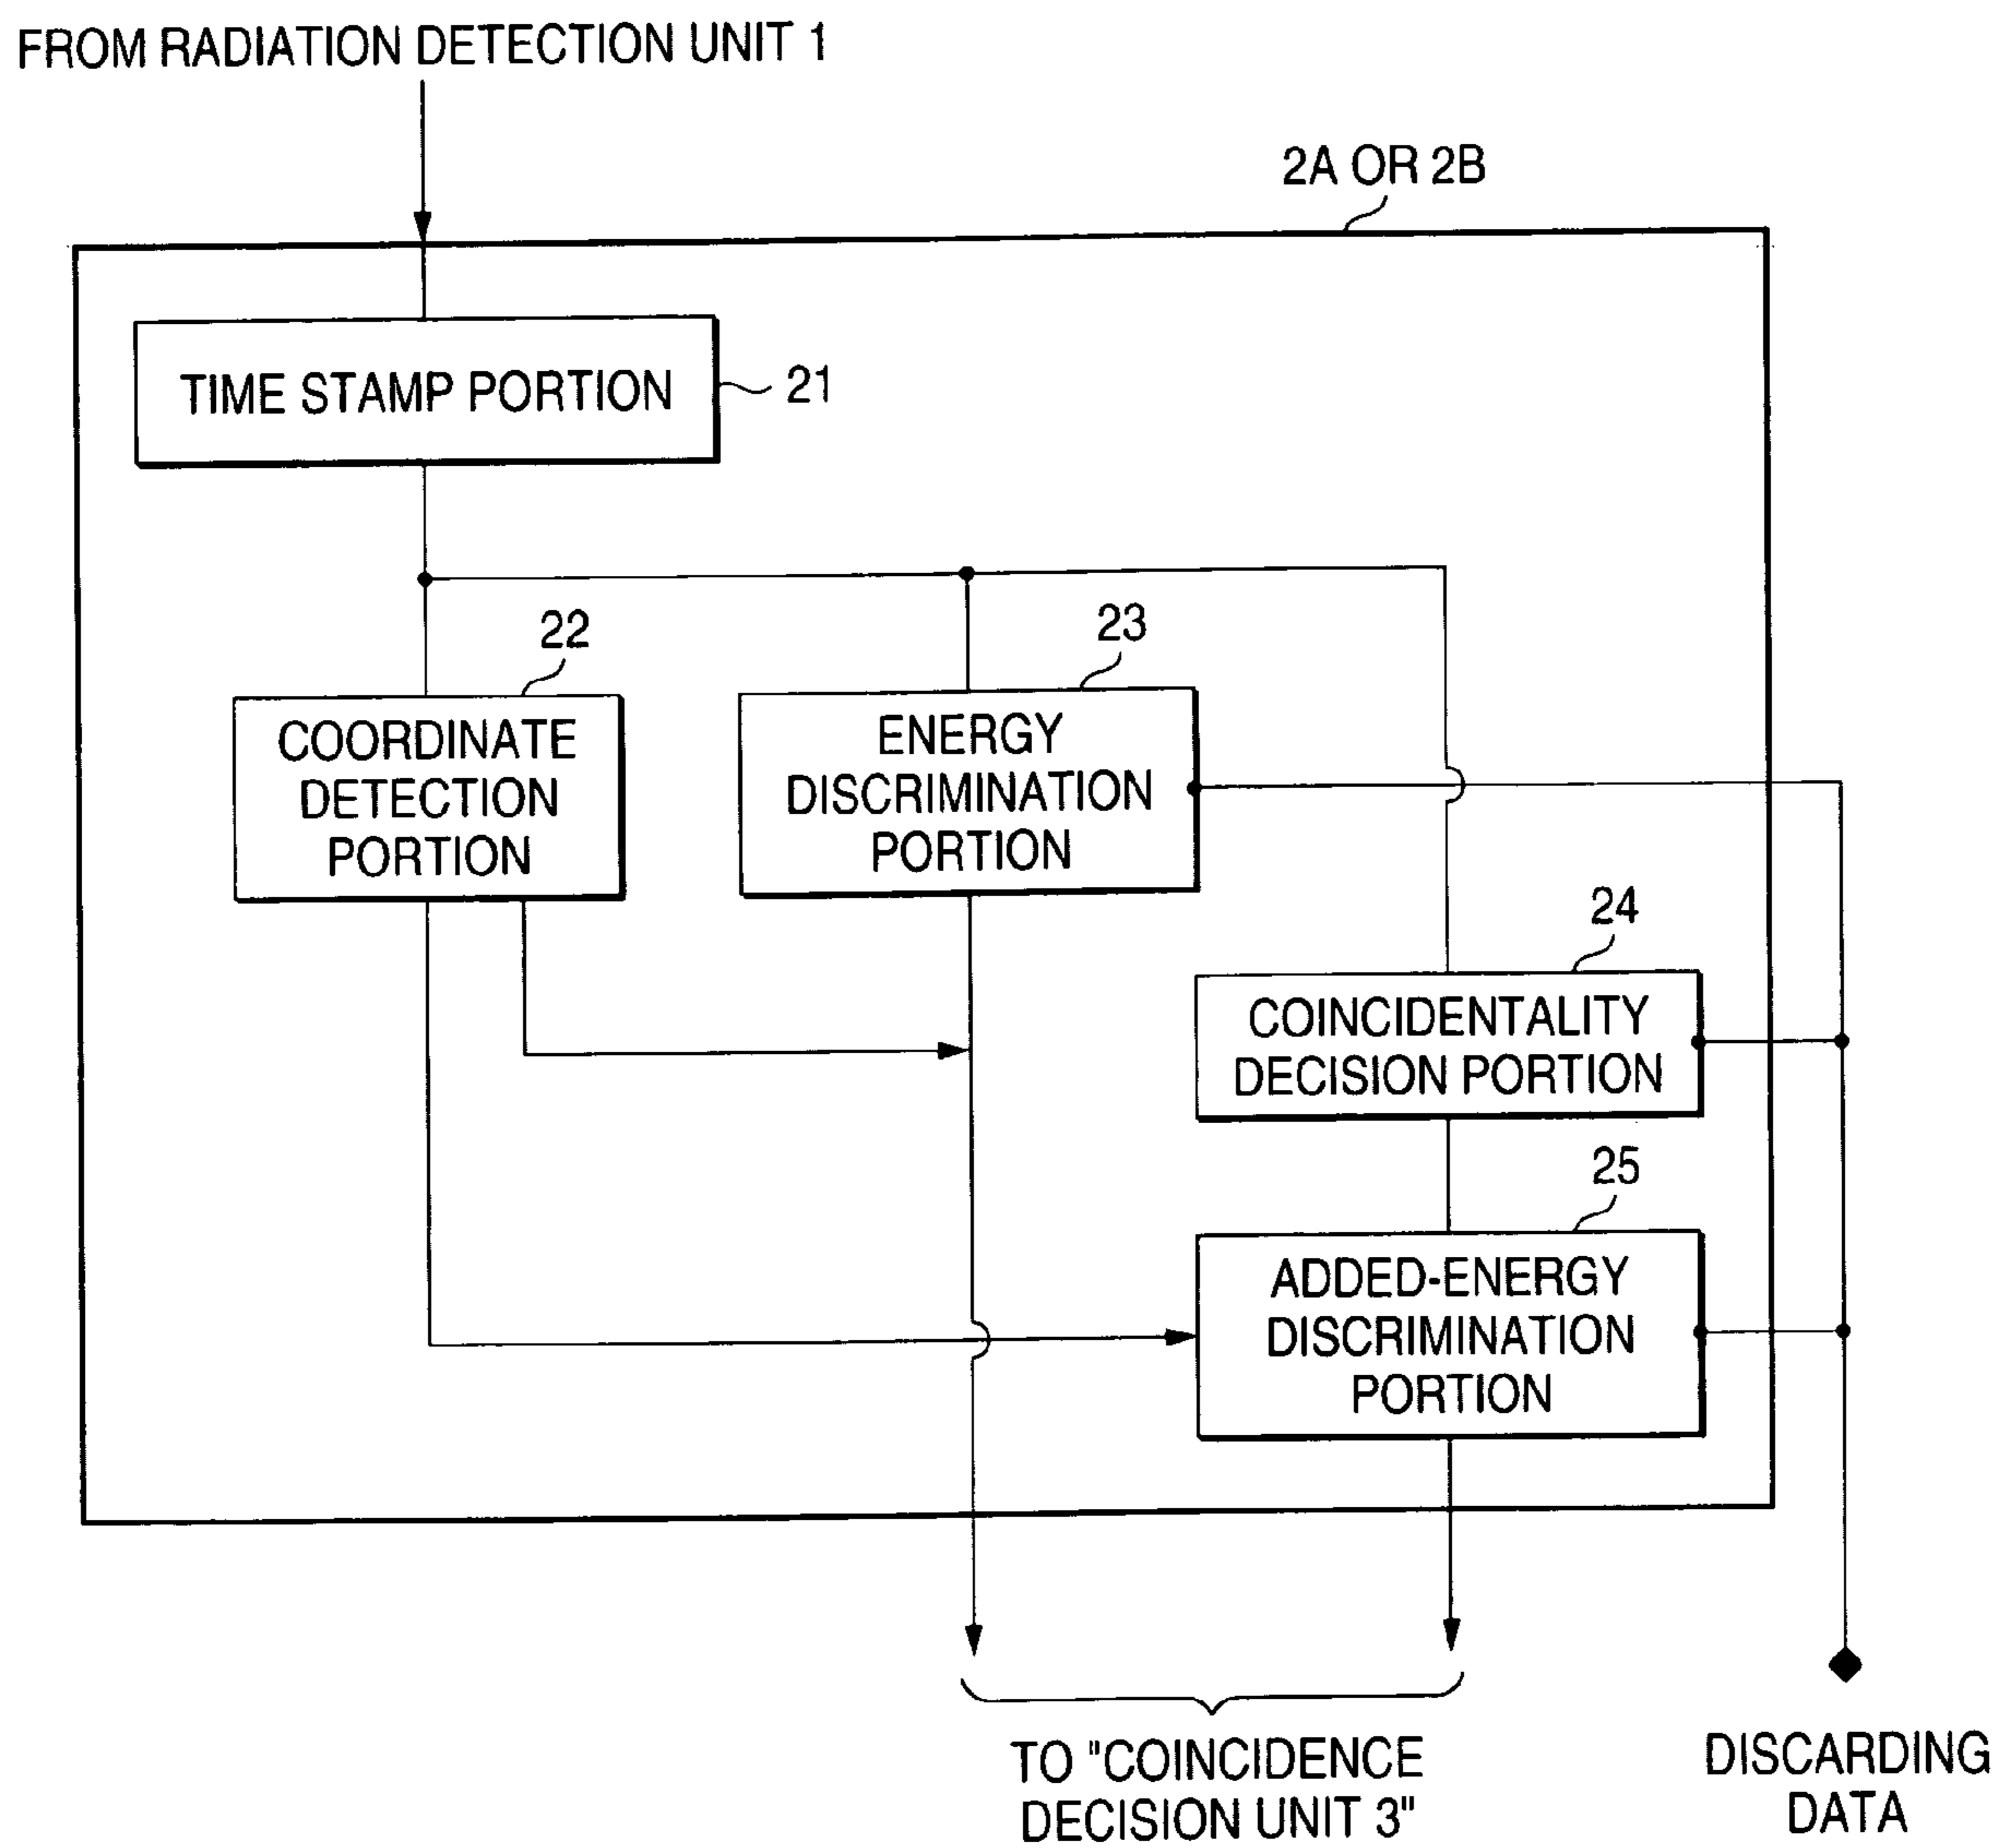 FROM RADIATION DETECTION UNIT 1
2A OR 2B
TIME STAMP PORTION
21
22
23
COORDINATE
DETECTION
PORTION
ENERGY
DISCRIMINATION
PORTION
24
COINCIDENTALITY
DECISION PORTION
25
ADDED-ENERGY
DISCRIMINATION
PORTION
TO "COINCIDENCE
DECISION UNIT 3"
DISCARDING
DATA